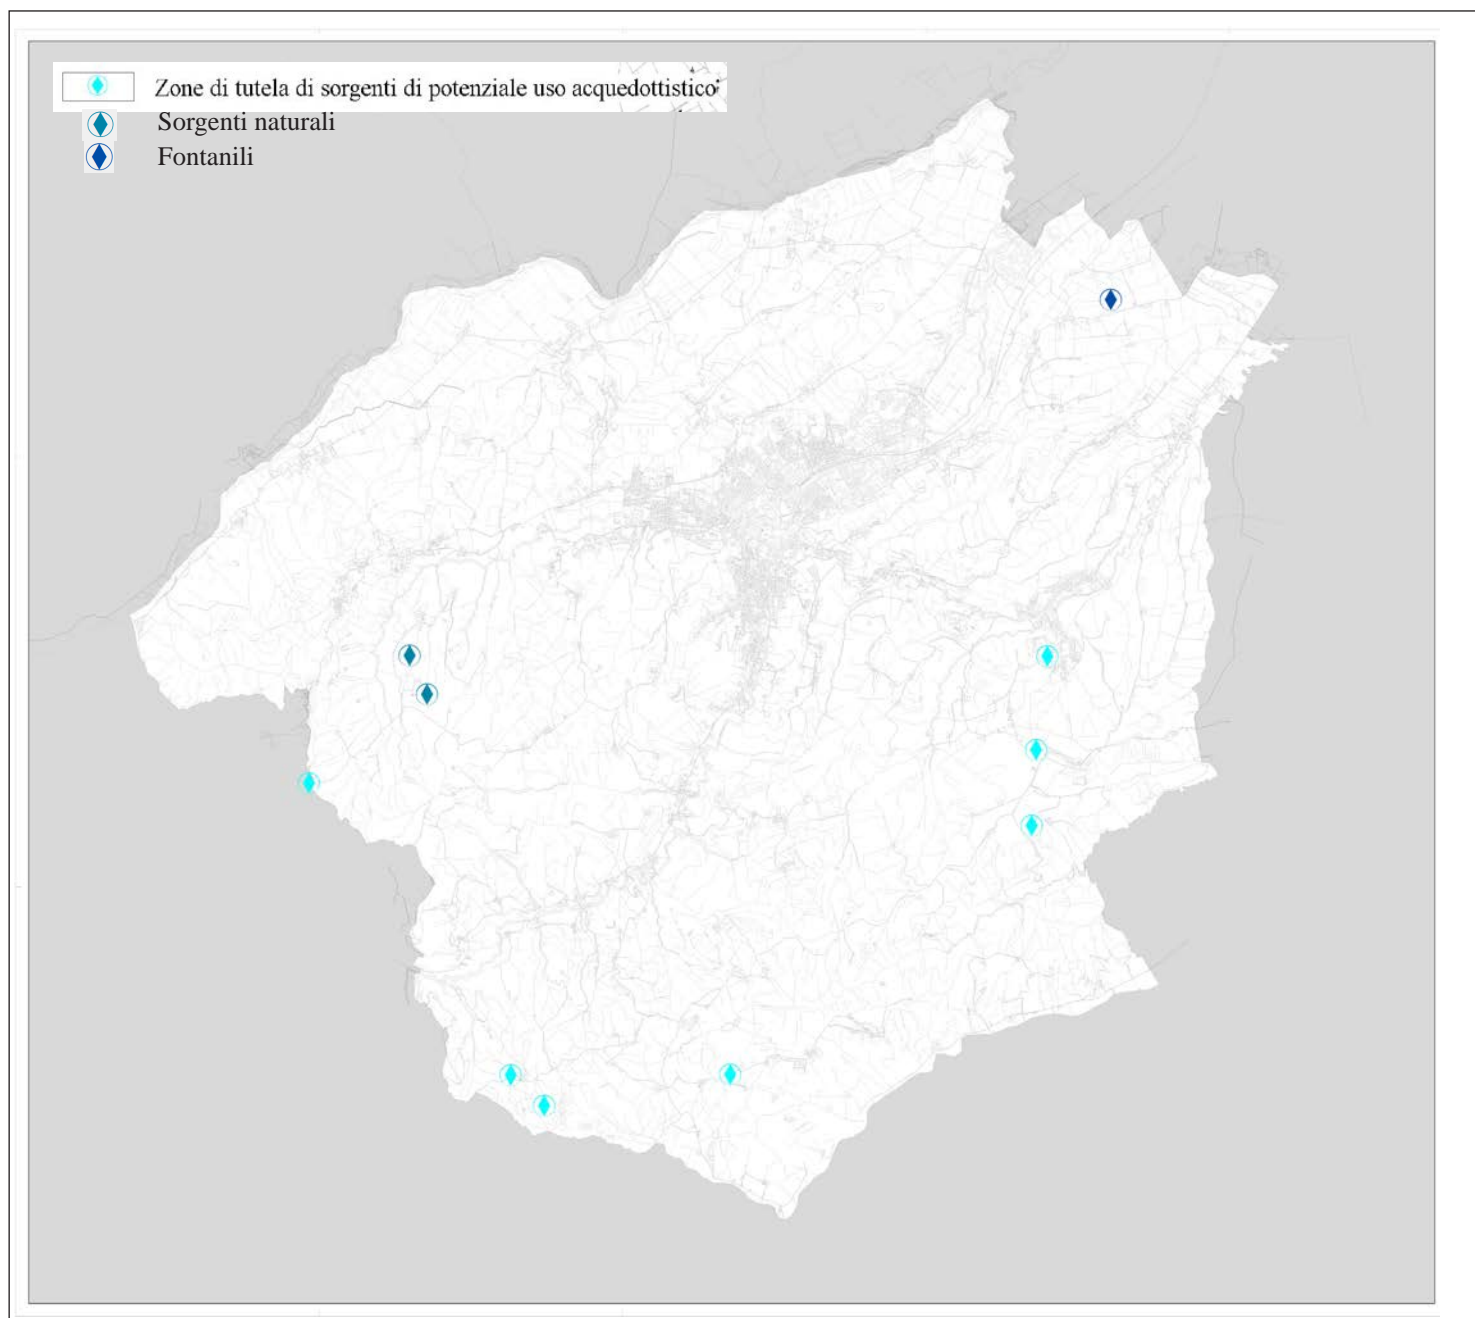 Zone di tutela di sorgenti di potenziale uso acquedottistico
Sorgenti naturali
Fontanili